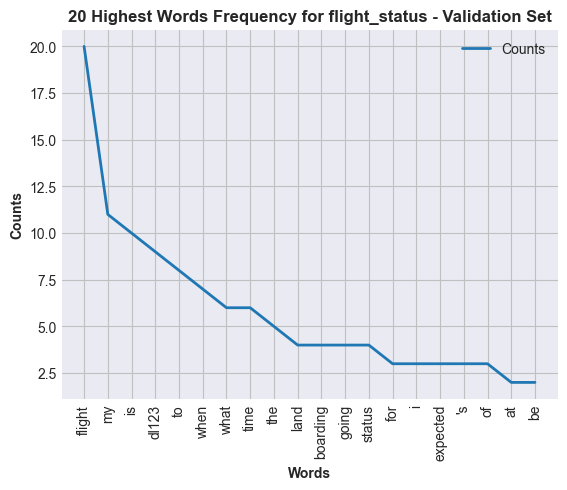 20 Highest Words Frequency for flight_status - Validation Set
Counts
20.0
17.5
15.0
12.5
10.0
7.5
5.0
2.5
Counts
flight
my
is
dl123
to
when
what
time
the
land
boarding
going
status
for
i
expected
's
of
at
be
Words